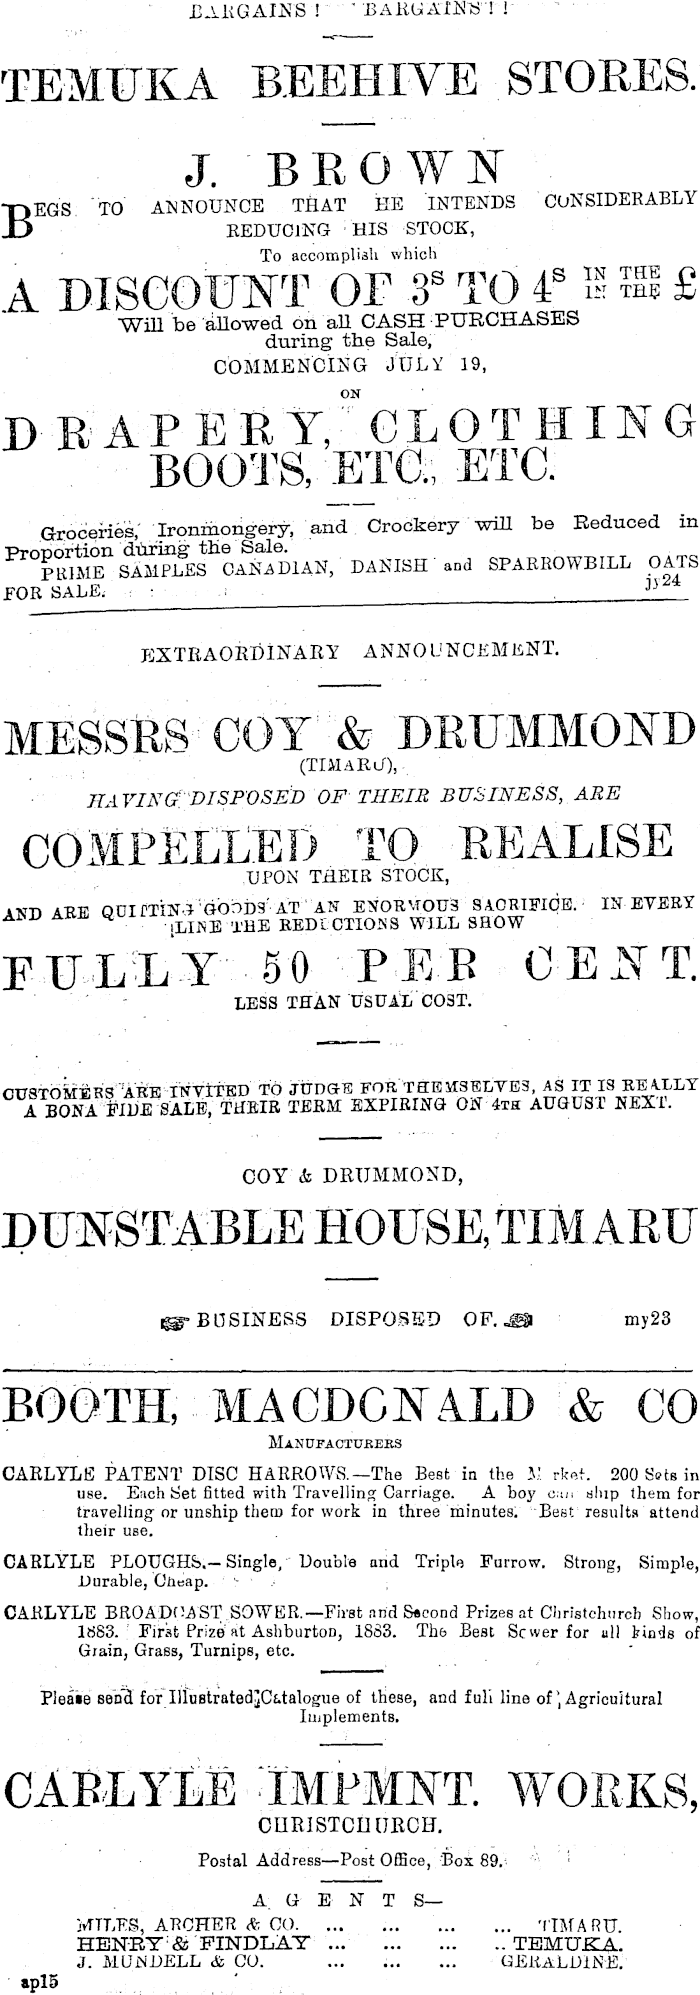 BARGAINS! BARGAINS!!
TEMUKA BEEHIVE STORES.
J. BROWN
BEGS TO ANNOUNCE THAT HE INTENDS CONSIDERABLY
REDUCING HIS STOCK,
To accomplish which
A DISCOUNT OF 3s TO 4s IN THE IN THE £
Will be allowed on all CASH PURCHASES
during the Sale,
COMMENCING JULY 19,
ON
DRAPERY, CLOTHING
BOOTS, ETC., ETC.
Groceries, Ironmongery, and Crockery will be Reduced in
Proportion during the Sale.
PRIME SAMPLES CANADIAN, DANISH and SPARROWBILL OATS
FOR SALE. jy24
EXTRAORDINARY ANNOUNCEMENT.
MESSRS COY & DRUMMOND
(TIMARU),
HAVING DISPOSED OF THEIR BUSINESS, ARE
COMPELLED TO REALISE
UPON THEIR STOCK,
AND ARE QUITTING GOODS AT AN ENORMOUS SACRIFICE. IN EVERY
LINE THE REDUCTIONS WILL SHOW
FULLY 50 PER CENT.
LESS THAN USUAL COST.
CUSTOMERS ARE INVITED TO JUDGE FOR THEMSELVES, AS IT IS REALLY
A BONA FIDE SALE, THEIR TERM EXPIRING ON 4TH AUGUST NEXT.
COY & DRUMMOND,
DUNSTABLE HOUSE, TIMARU
☞ BUSINESS DISPOSED OF. ☜ my23
BOOTH, MACDONALD & CO
MANUFACTURERS
CARLYLE PATENT DISC HARROWS.—The Best in the M rket. 200 Sets in
use. Each Set fitted with Travelling Carriage. A boy can ship them for
travelling or unship them for work in three minutes. Best results attend
their use.
CARLYLE PLOUGHS.—Single, Double and Triple Furrow. Strong, Simple,
Durable, Cheap.
CARLYLE BROADCAST SOWER.—First and Second Prizes at Christchurch Show,
1883. First Prize at Ashburton, 1883. The Best Sower for all kinds of
Grain, Grass, Turnips, etc.
Please send for Illustrated Catalogue of these, and full line of Agricultural
Implements.
CARLYLE IMPMNT. WORKS,
CHRISTCHURCH.
Postal Address—Post Office, Box 89.
AGENTS—
MILES, ARCHER & CO. ... ... ... ... TIMARU.
HENRY & FINDLAY ... ... ... .. TEMUKA.
J. MUNDELL & CO. ... ... ... GERALDINE.
ap15